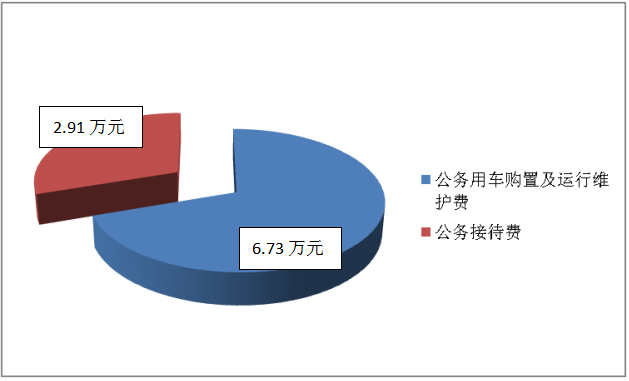 2.91 万元
6.73 万元
公务用车购置及运行维
护费
公务接待费